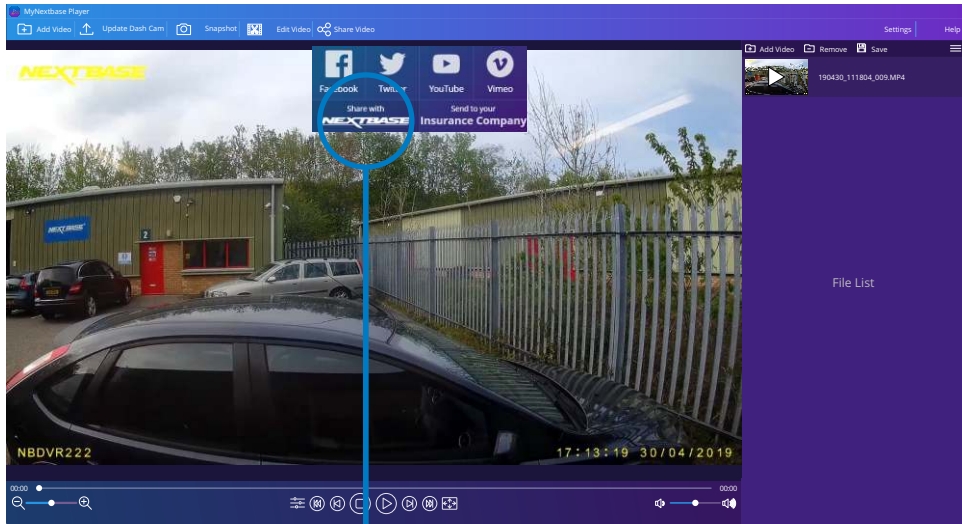 MyNextbase Player
Add Video Update Dash Cam Snapshot Edit Video Share Video Settings Help
Add Video Remove Save
NEXTBASE
Facebook Twitter YouTube Vimeo
Share with NEXTBASE
Send to your Insurance Company
190430_111804_009.MP4
NEXTBASE
2
File List
NBDVR222
17:13:19 30/04/2019
00:00 00:00